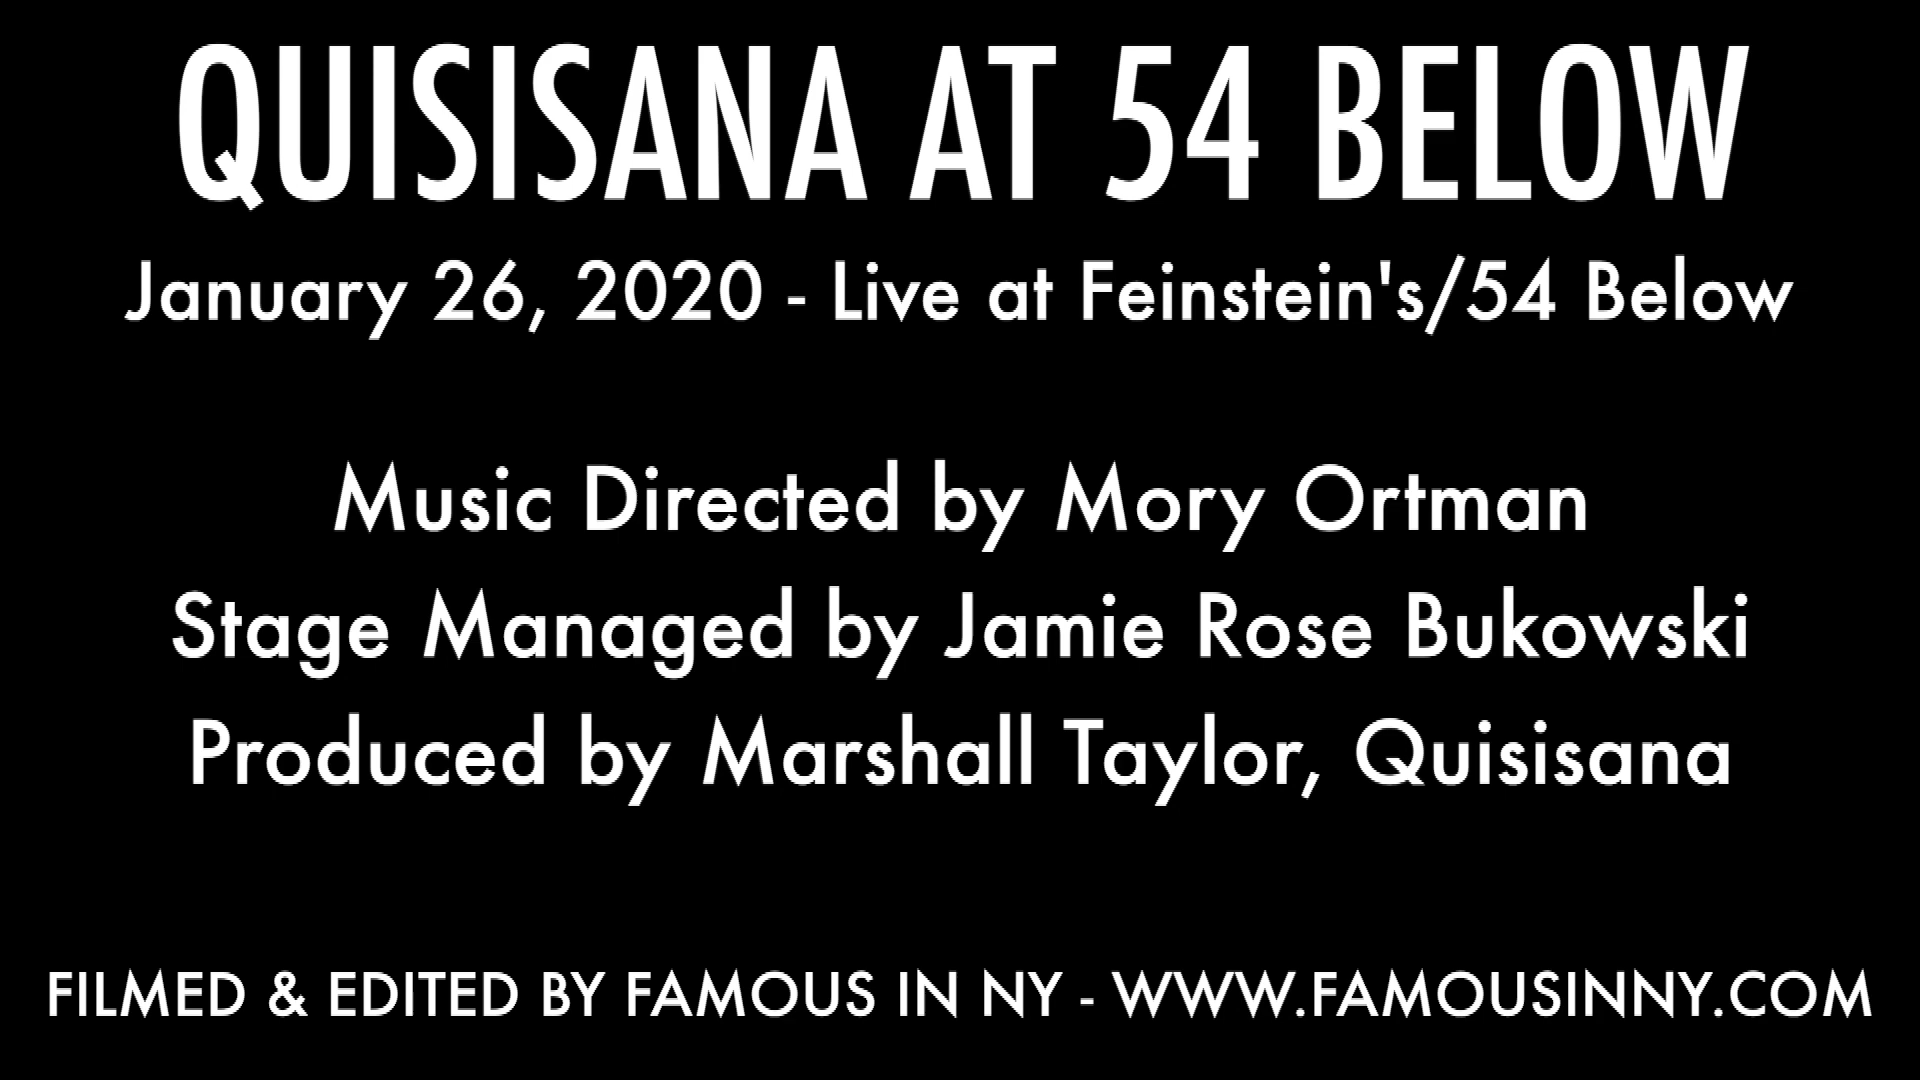 QUISISANA AT 54 BELOW
January 26, 2020 - Live at Feinstein's/54 Below
Music Directed by Mory Ortman
Stage Managed by Jamie Rose Bukowski
Produced by Marshall Taylor, Quisisana
FILMED & EDITED BY FAMOUS IN NY - WWW.FAMOUSINNY.COM